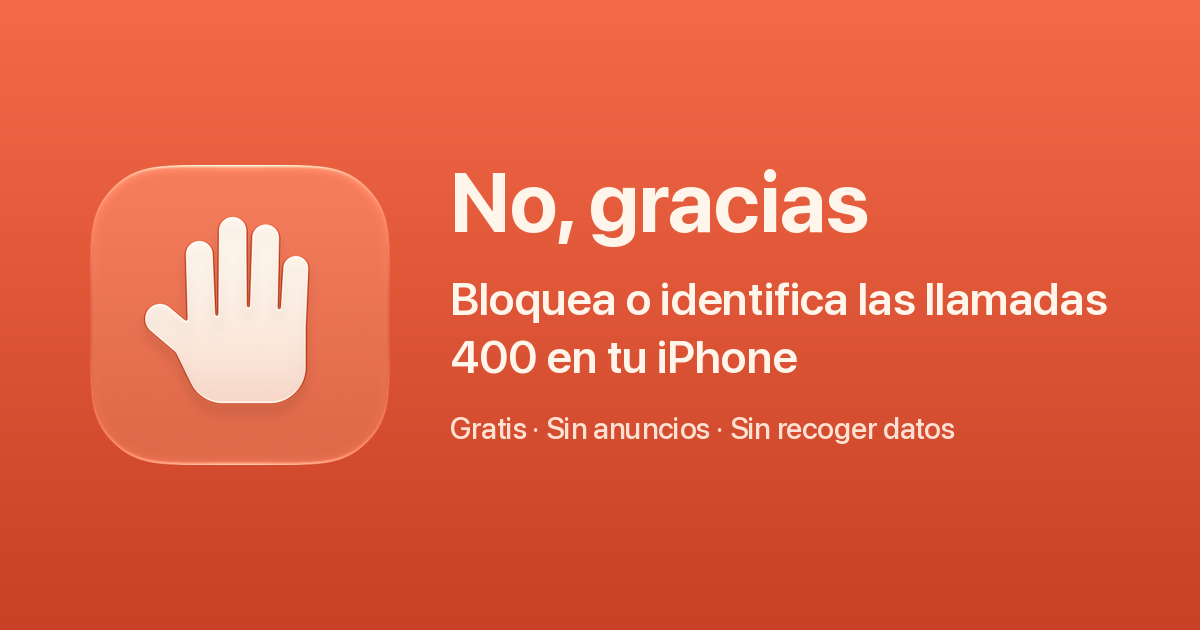 No, gracias
Bloquea o identifica las llamadas
400 en tu iPhone
Gratis · Sin anuncios · Sin recoger datos